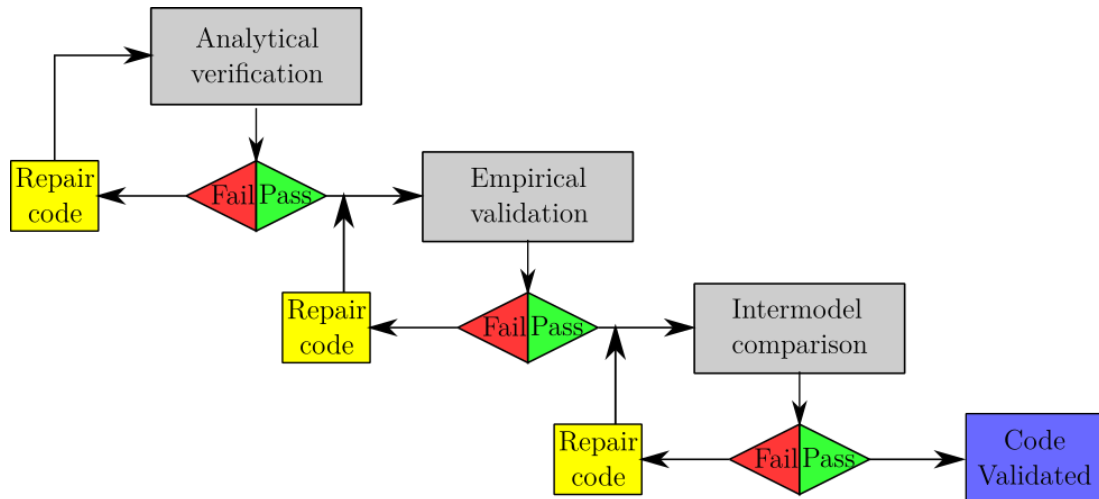 Analytical
verification
Repair
code
Fail Pass
Empirical
validation
Repair
code
Fail Pass
Intermodel
comparison
Repair
code
Fail Pass
Code
Validated